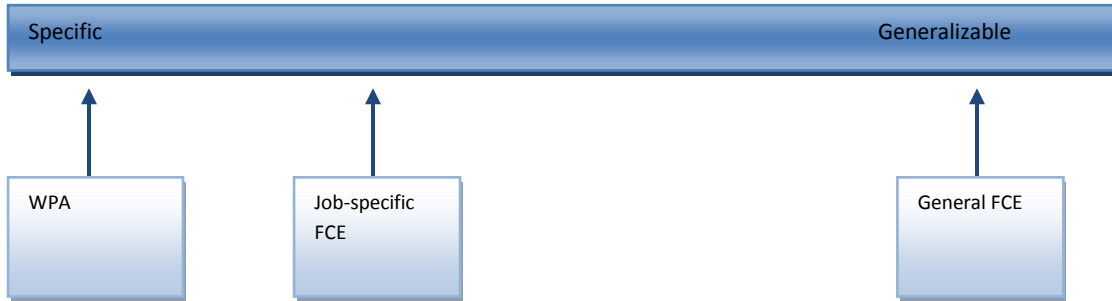 Specific Generalizable
WPA
Job-specific
FCE
General FCE